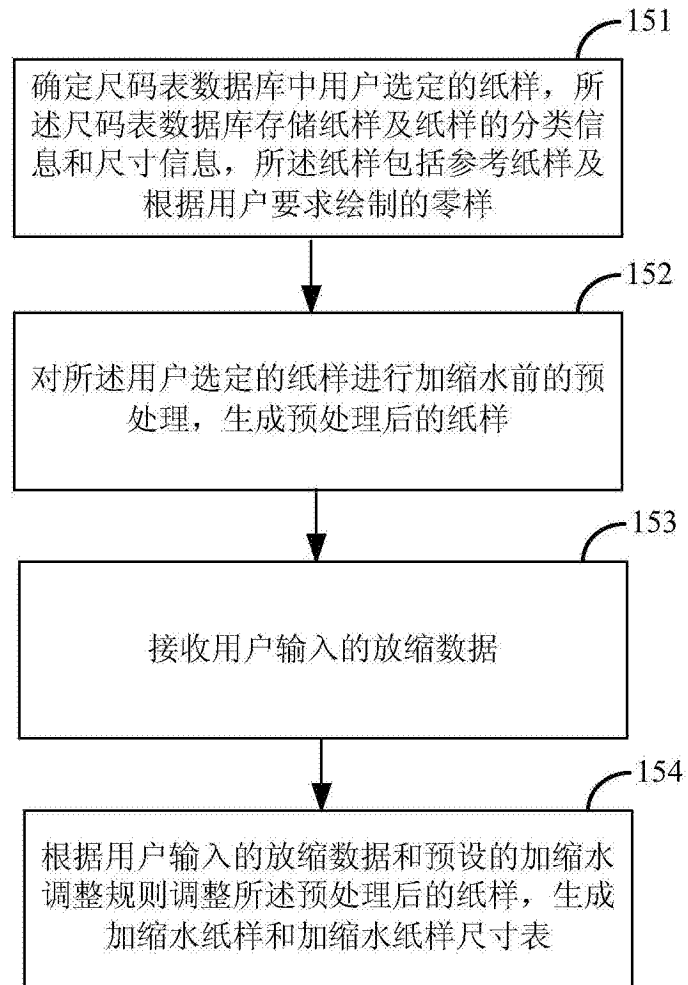 151
确定尺码表数据库中用户选定的纸样，所
述尺码表数据库存储纸样及纸样的分类信
息和尺寸信息，所述纸样包括参考纸样及
根据用户要求绘制的零样
152
对所述用户选定的纸样进行加缩水前的预
处理，生成预处理后的纸样
153
接收用户输入的放缩数据
154
根据用户输入的放缩数据和预设的加缩水
调整规则调整所述预处理后的纸样，生成
加缩水纸样和加缩水纸样尺寸表